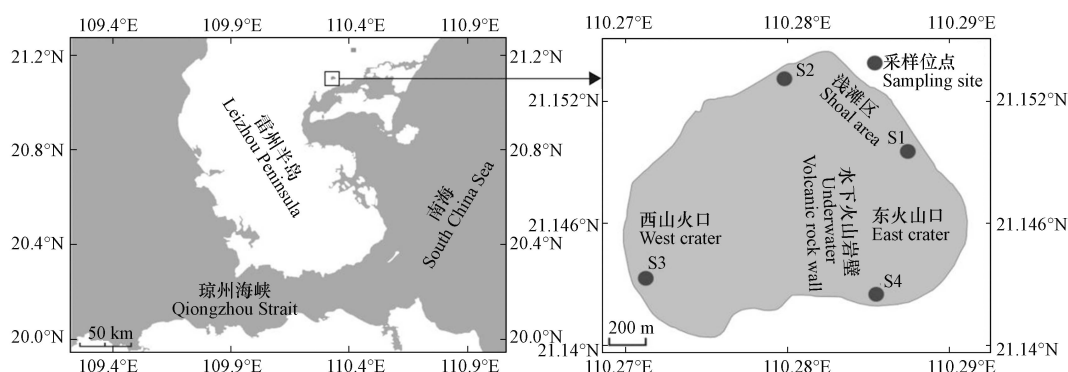 109.4°E
109.9°E
110.4°E
21.2°N
20.8°N
20.4°N
20.0°N
雷州半岛
Leizhou Peninsula
南海
South China Sea
琼州海峡
Qiongzhou Strait
50 km
21.2°N
20.8°N
20.4°N
20.0°N
109.4°E
109.9°E
110.4°E
110.27°E
110.28°E
110.29°E
21.152°N
21.146°N
21.14°N
S2
采样位点
Sampling site
浅滩区
Shoal area
S1
水下火山岩壁
Underwater
Volcanic rock wall
西山火口
West crater
东火山口
East crater
S3
S4
200 m
21.152°N
21.146°N
21.14°N
110.27°E
110.28°E
110.29°E